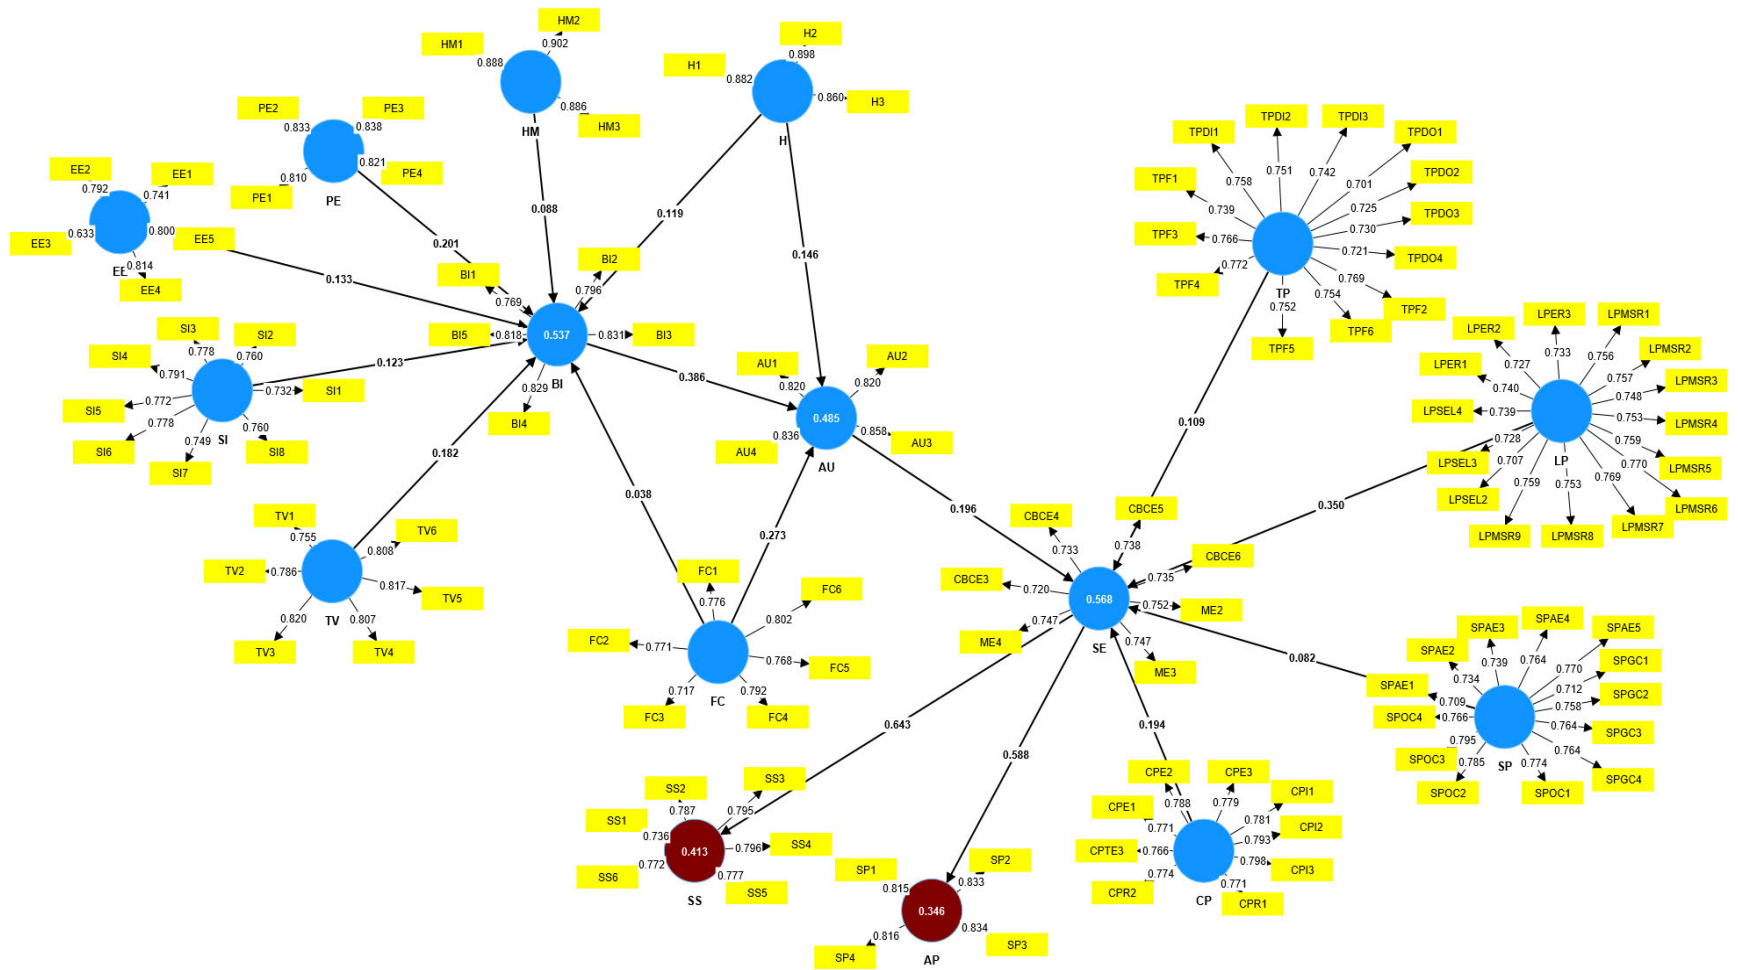 HM2
HM1
0.902
0.888
0.886
HM3
HM
H2
H1
0.898
0.882
0.860
H3
H
PE2
PE3
0.833
0.838
0.821
0.810
PE4
PE1
PE
EE2
EE1
0.792
0.741
0.633
0.800
EE3
EE5
0.814
EE
EE4
0.201
0.133
0.088
0.119
0.146
BI1
BI2
0.769
0.796
BI5
0.818
0.537
0.831
BI3
0.829
BI
BI4
SI3
SI2
SI4
0.778
0.760
0.791
0.732
SI1
0.772
SI5
0.778
0.749
0.760
SI
SI6
SI7
SI8
0.123
0.182
0.386
AU1
AU2
0.820
0.820
0.485
0.836
0.858
AU3
AU4
AU
TV1
TV6
0.755
0.808
TV2
0.786
0.817
TV5
0.820
0.807
TV
TV3
TV4
0.038
0.273
0.196
FC1
FC6
0.776
0.802
FC2
0.771
0.768
FC5
0.717
0.792
FC3
FC
FC4
TPDI1
TPDI2
TPDI3
TPDO1
TPF1
0.758
0.751
0.742
0.701
TPDO2
0.739
0.725
TPDO3
TPF3
0.766
0.730
0.721
TPDO4
TPF4
0.772
0.769
0.752
0.754
TP
TPF2
TPF5
TPF6
0.109
LPER2
LPER3
LPMSR1
LPMSR2
LPER1
0.727
0.733
0.756
0.757
LPMSR3
0.740
0.748
LPSEL4
0.739
0.753
LPMSR4
0.728
0.759
LPSEL3
LP
LPMSR5
0.707
0.770
LPSEL2
0.759
0.753
0.769
LPMSR6
LPMSR9
LPMSR8
LPMSR7
0.350
CBCE4
CBCE5
0.733
0.738
CBCE6
CBCE3
0.720
0.735
0.568
0.752
ME2
0.747
0.747
ME4
SE
ME3
0.082
SPAE3
SPAE4
SPAE5
SPAE2
0.739
0.764
0.770
SPGC1
0.734
0.712
SPAE1
0.709
0.758
SPGC2
SPOC4
0.766
0.764
SPGC3
0.795
0.764
SPOC3
0.785
0.774
SP
SPGC4
SPOC2
SPOC1
0.643
0.588
0.194
SS2
SS3
0.787
0.795
SS1
0.736
0.413
0.796
SS4
0.772
0.777
SS6
SS5
SS
SP1
SP2
0.815
0.833
0.346
0.834
0.816
SP3
SP4
AP
CPE2
CPE3
CPI1
0.788
0.779
CPE1
0.781
0.771
0.793
CPI2
CPTE3
0.766
0.798
CPI3
0.774
0.771
CPR2
CPR1
CP